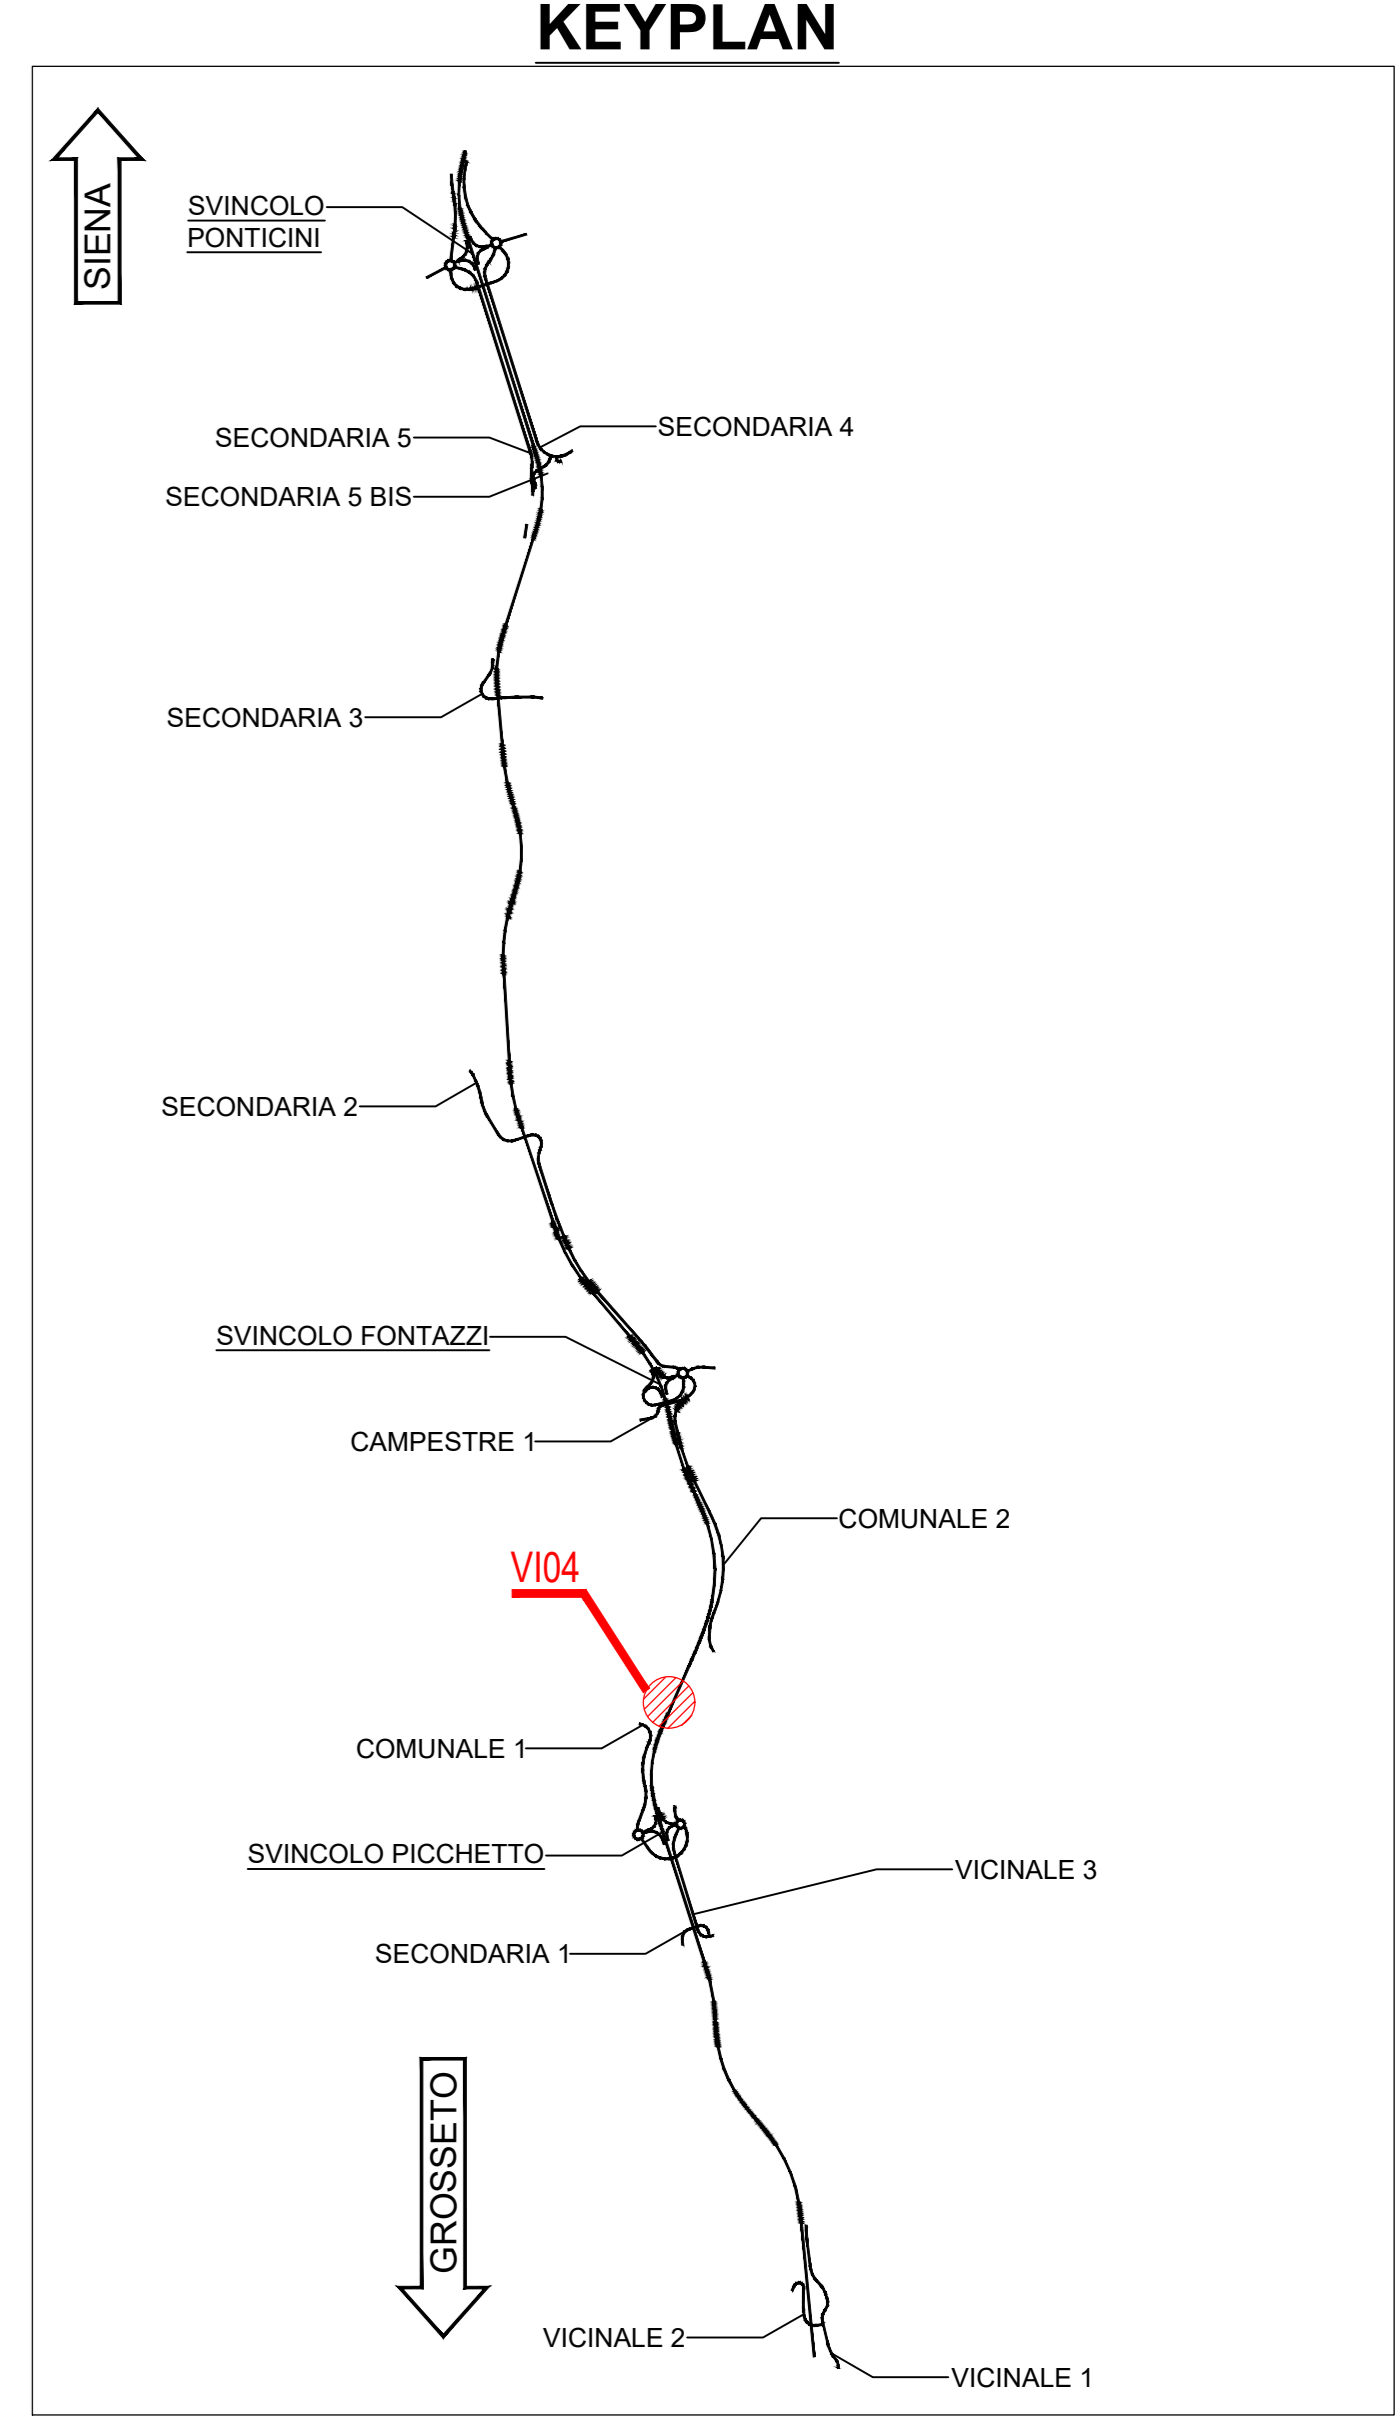 KEYPLAN
SIENA
SVINCOLO
PONTICINI
SECONDARIA 4
SECONDARIA 5
SECONDARIA 5 BIS
SECONDARIA 3
SECONDARIA 2
SVINCOLO FONTAZZI
CAMPESTRE 1
COMUNALE 2
VI04
COMUNALE 1
SVINCOLO PICCHETTO
VICINALE 3
SECONDARIA 1
GROSSETO
VICINALE 2
VICINALE 1